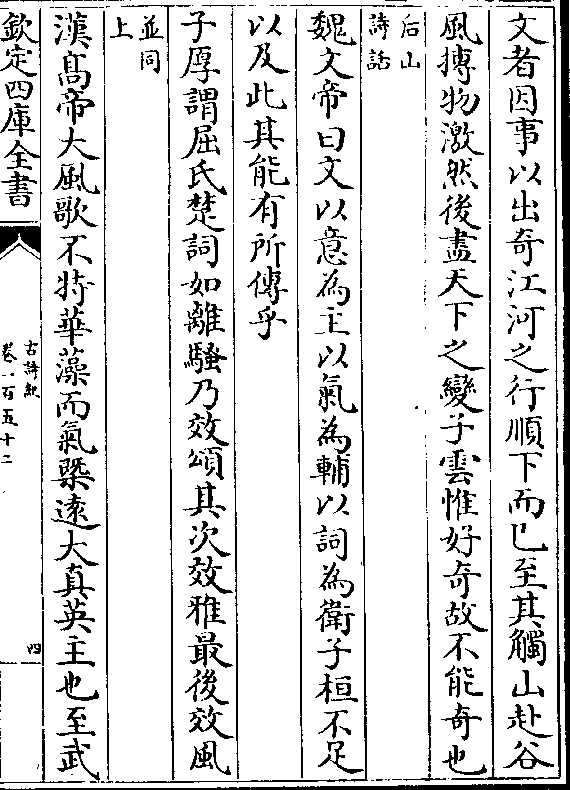 文者因事以出奇江河之行順下而已至其觸山赴谷
風摶物激然後盡天下之變子雲惟好奇故不能奇也
后山
詩話
魏文帝曰文以意為主以氣為輔以詞為衛子桓不足
以及此其能有所傳乎
子厚謂屈氏楚詞如離騷乃效頌其次效雅最後效風
並同
上
漢髙帝大風歌不特華藻而氣槩逺大真英主也至武
欽定四庫全書
古詩紀
卷一百五十二
四